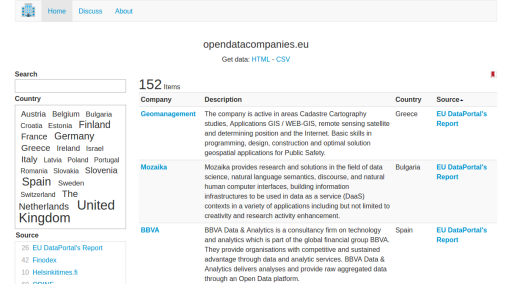 Home Discuss About
opendatacompanies.eu
Get data: HTML - CSV
Search
Country
Austria Belgium Bulgaria
Croatia Estonia Finland
France Germany
Greece Ireland Israel
Italy Latvia Poland Portugal
Romania Slovakia Slovenia
Spain Sweden
Switzerland The
Netherlands United
Kingdom
Source
26 EU DataPortal's Report
42 Finodex
10 Helsinkitimes.fi
152 Items
Company Description Country Source
Geomanagement The company is active in areas Cadastre Cartography Greece EU DataPortal's
studies, Applications GIS / WEB-GIS, remote sensing satellite Report
and determining position and the Internet. Basic skills in
programming, design, construction and optimal solution
geospatial applications for Public Safety.
Mozaika Mozaika provides research and solutions in the field of data Bulgaria EU DataPortal's
science, natural language semantics, discourse, and natural Report
human computer interfaces, building information
infrastructures to be used in data as a service (DaaS)
contexts in a variety of applications including but not limited to
creativity and research activity enhancement.
BBVA BBVA Data & Analytics is a consultancy firm on technology Spain EU DataPortal's
and analytics which is part of the global financial group BBVA. Report
They provide organisations with competitive and sustained
advantage through data and analytic services. BBVA Data &
Analytics delivers analyses and provide raw aggregated data
through an Open Data platform.